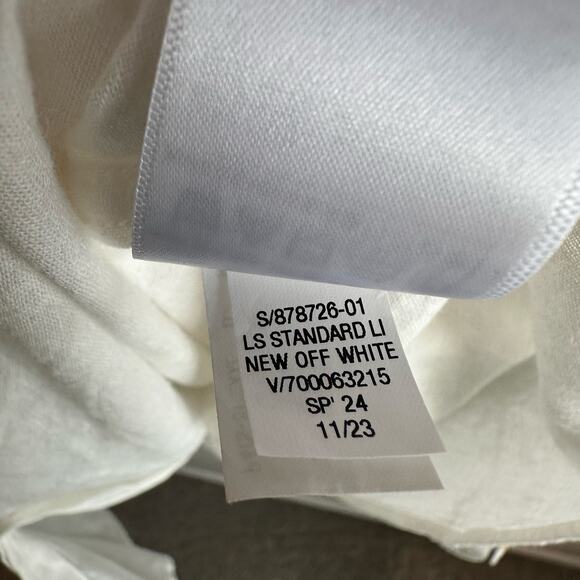 S/878726-01
LS STANDARD LI
NEW OFF WHITE
V/700063215
SP' 24
11/23